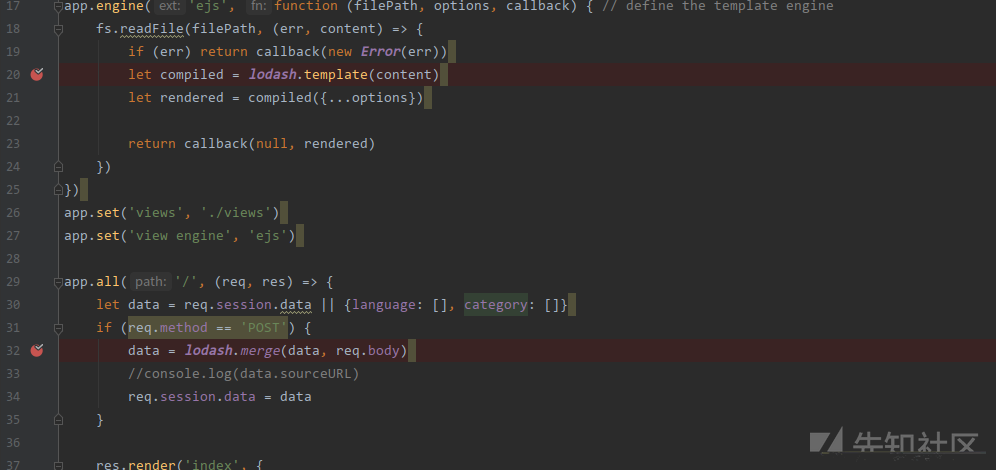 17 app.engine( ext: 'ejs', fn: function (filePath, options, callback) { // define the template engine
18 fs.readFile(filePath, (err, content) => {
19 if (err) return callback(new Error(err))
20 let compiled = lodash.template(content)
21 let rendered = compiled({...options})
22
23 return callback(null, rendered)
24 })
25 })
26 app.set('views', './views')
27 app.set('view engine', 'ejs')
28
29 app.all( path: '/', (req, res) => {
30 let data = req.session.data || {language: [], category: []}
31 if (req.method == 'POST') {
32 data = lodash.merge(data, req.body)
33 //console.log(data.sourceURL)
34 req.session.data = data
35 }
36
37 res.render('index', {
先知社区